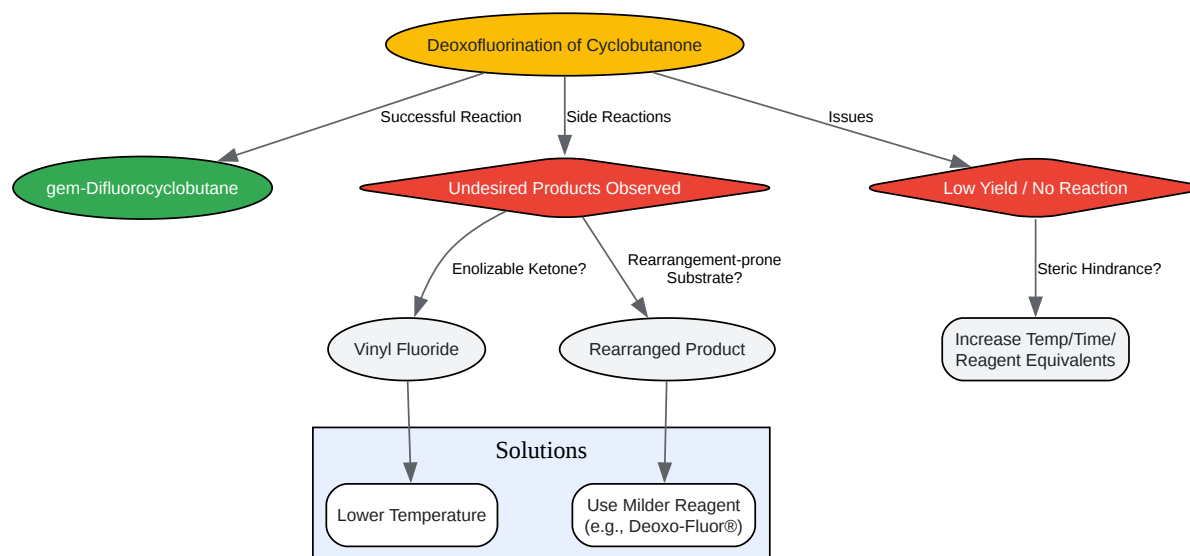 Deoxofluorination of Cyclobutanone
Successful Reaction
Side Reactions
Issues
gem-Difluorocyclobutane
Undesired Products Observed
Low Yield / No Reaction
Enolizable Ketone?
Rearrangement-prone
Substrate?
Steric Hindrance?
Vinyl Fluoride
Rearranged Product
Increase Temp/Time/
Reagent Equivalents
Solutions
Lower Temperature
Use Milder Reagent
(e.g., Deoxo-Fluor®)